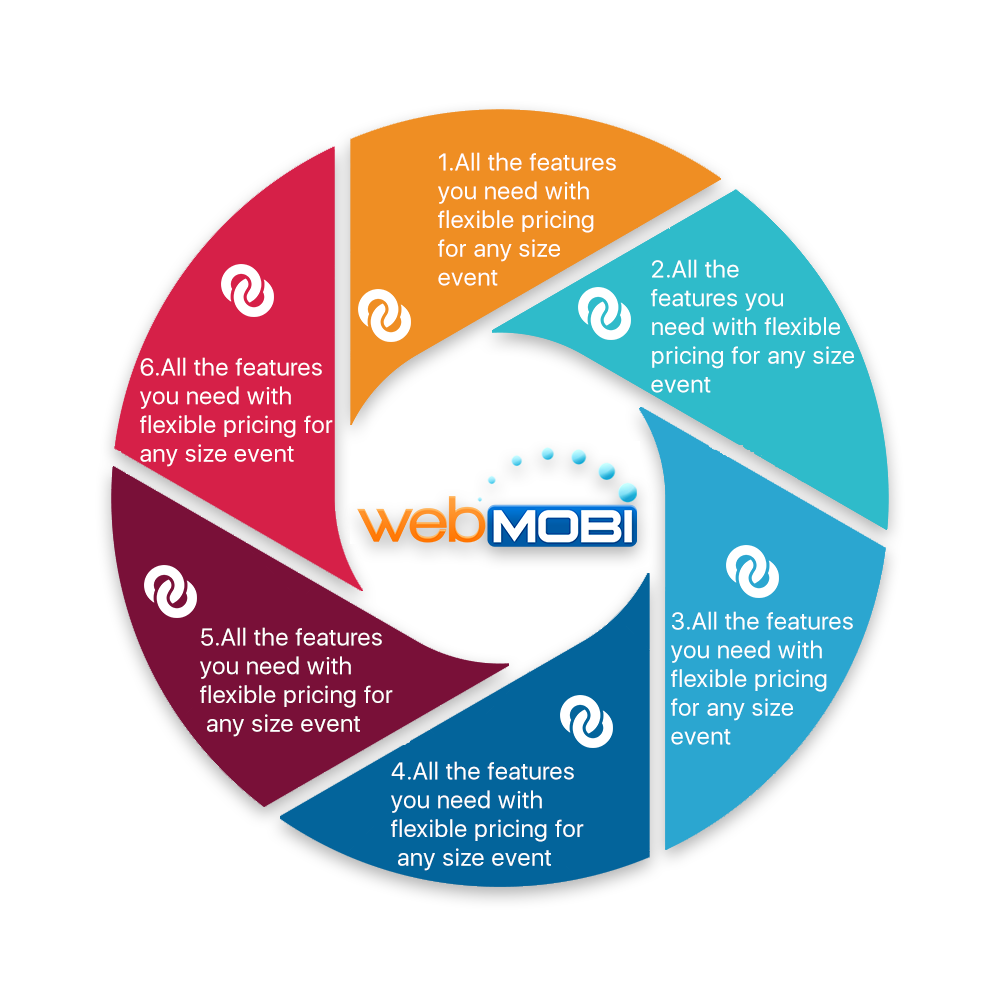 1.All the features
you need with
flexible pricing
for any size
event
2.All the
features you
need with flexible
pricing for any size
event
3.All the features
you need with
flexible pricing
for any size
event
4.All the features
you need with
flexible pricing for
any size event
5.All the features
you need with
flexible pricing for
any size event
6.All the features
you need with
flexible pricing for
any size event
webMOBI